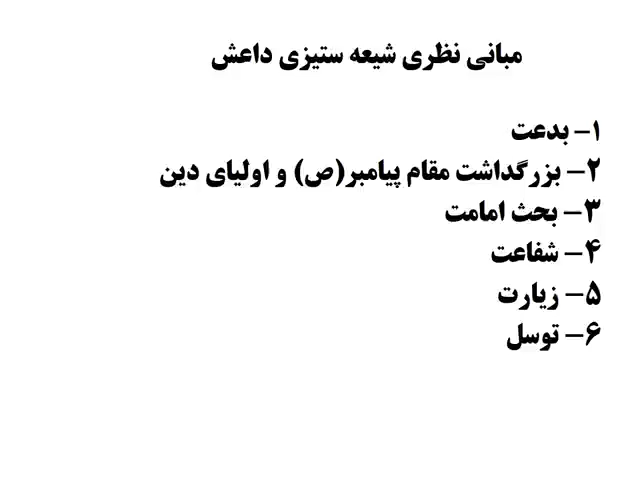 مبانی نظری شیعه ستیزی داعش
۱- بدعت
۲- بزرگداشت مقام پیامبر(ص) و اولیای دین
۳- بحث امامت
۴- شفاعت
۵- زیارت
۶- توسل